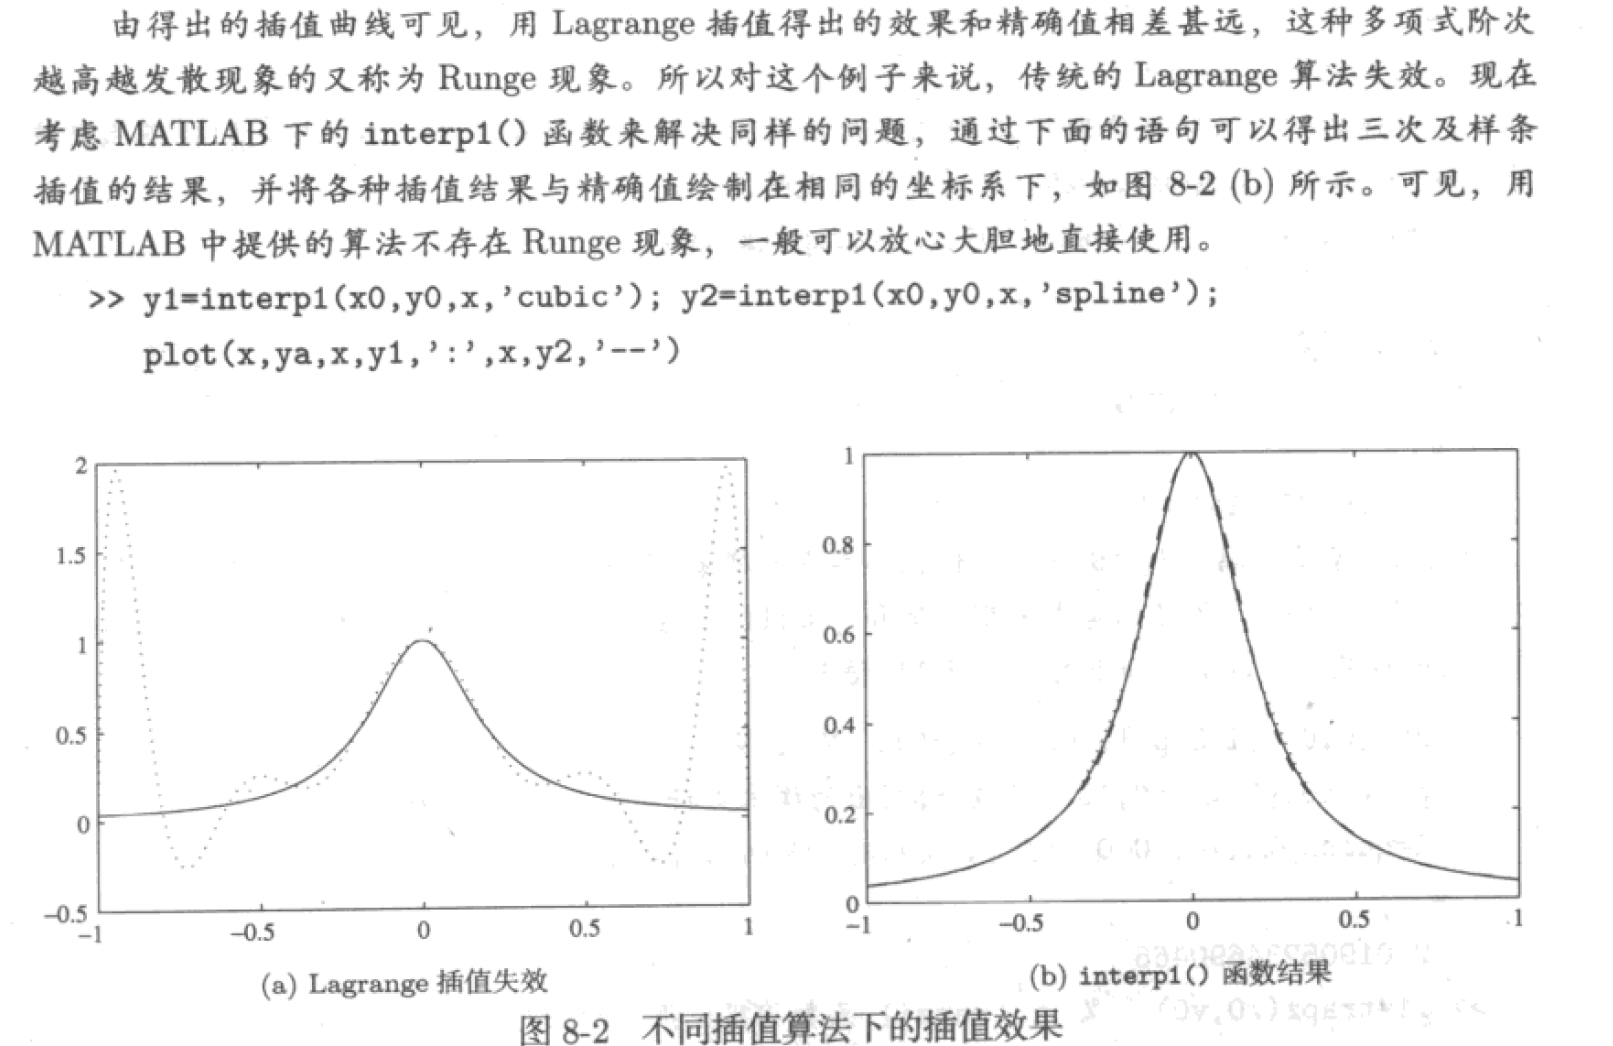 由得出的插值曲线可见，用 Lagrange 插值得出的效果和精确值相差甚远，这种多项式阶次
越高越发散现象的又称为 Runge 现象。所以对这个例子来说，传统的 Lagrange 算法失效。现在
考虑 MATLAB 下的 interp1() 函数来解决同样的问题，通过下面的语句可以得出三次及样条
插值的结果，并将各种插值结果与精确值绘制在相同的坐标系下，如图 8-2 (b) 所示。可见，用
MATLAB 中提供的算法不存在 Runge 现象，一般可以放心大胆地直接使用。
>> y1=interp1(x0,y0,x,'cubic'); y2=interp1(x0,y0,x,'spline');
plot(x,ya,x,y1,':',x,y2,'--')
2
1.5
1
0.5
0
-0.5
-1 -0.5 0 0.5 1
(a) Lagrange 插值失效
1
0.8
0.6
0.4
0.2
0
-1 -0.5 0 0.5 1
(b) interp1() 函数结果
图 8-2 不同插值算法下的插值效果